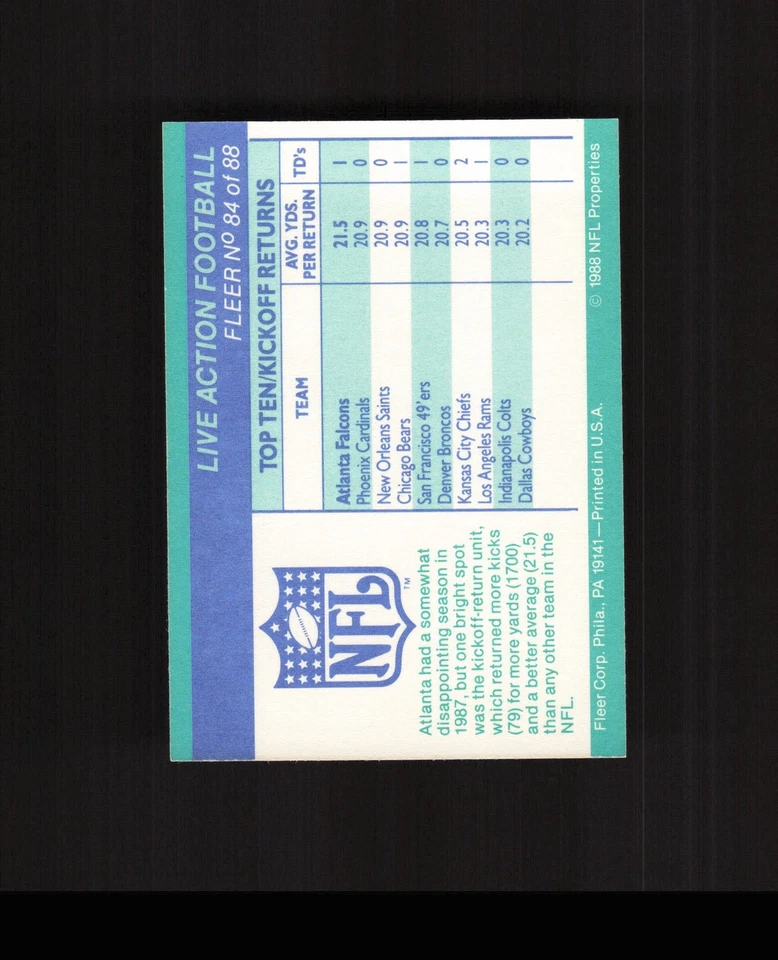 LIVE ACTION FOOTBALL
FLEER Nº 84 of 88
NFL
TM
Atlanta had a somewhat
disappointing season in
1987, but one bright spot
was the kickoff-return unit,
which returned more kicks
(79) for more yards (1700)
and a better average (21.5)
than any other team in the
NFL.
TOP TEN/KICKOFF RETURNS
TEAM AVG. YDS. PER RETURN TD's
Atlanta Falcons 21.5 1
Phoenix Cardinals 20.9 0
New Orleans Saints 20.9 0
Chicago Bears 20.9 1
San Francisco 49'ers 20.8 1
Denver Broncos 20.7 0
Kansas City Chiefs 20.5 2
Los Angeles Rams 20.3 1
Indianapolis Colts 20.3 0
Dallas Cowboys 20.2 0
Fleer Corp. Phila., PA 19141—Printed in U.S.A. © 1988 NFL Properties